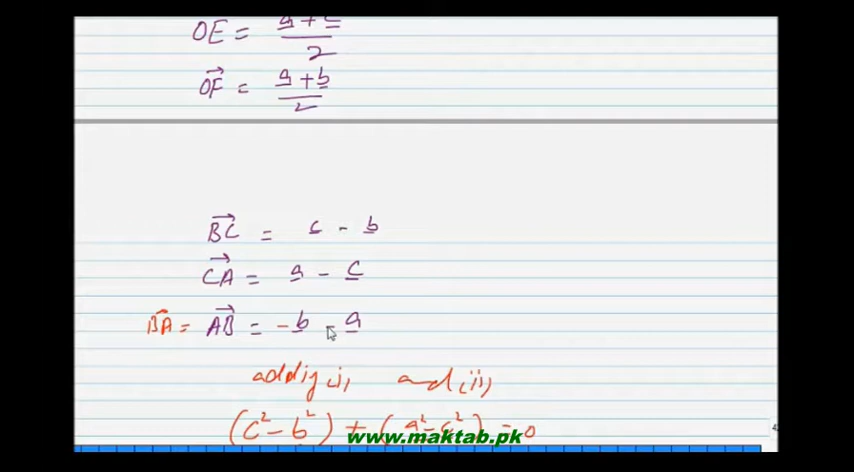 OE = a + c / 2
OF = a + b / 2
BC = c - b
CA = a - c
BA = AB = - b - a
adding (i) and (ii)
(c² - b²) + (a² - c²) = 0
www.maktab.pk